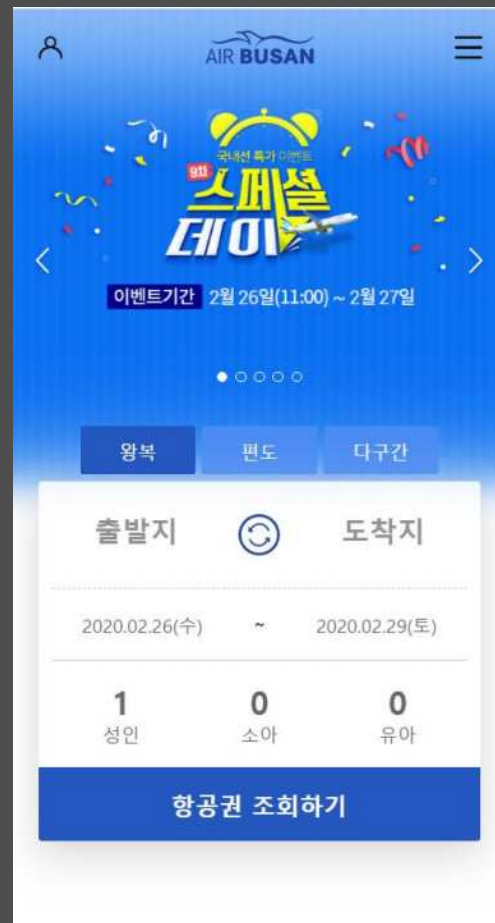 AIR BUSAN
국내선 특가 이벤트
스페셜
데이
이벤트기간 2월 26일(11:00) ~ 2월 27일
왕복 편도 다구간
출발지 도착지
2020.02.26(수) ~ 2020.02.29(토)
1 0 0
성인 소아 유아
항공권 조회하기